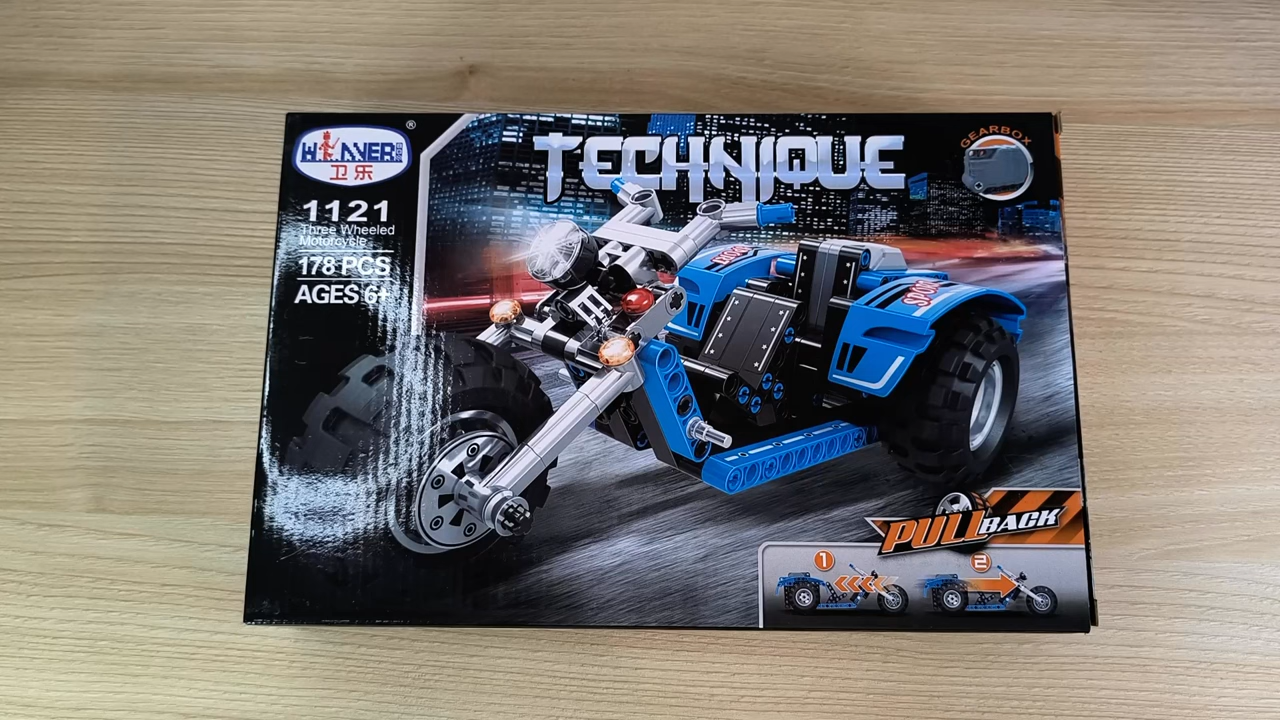 WINNER
卫乐
®
TECHNIQUE
GEARBOX
1121
Three Wheeled
Motorcycle
178 PCS
AGES 6+
SPORT
PULL BACK
1
2